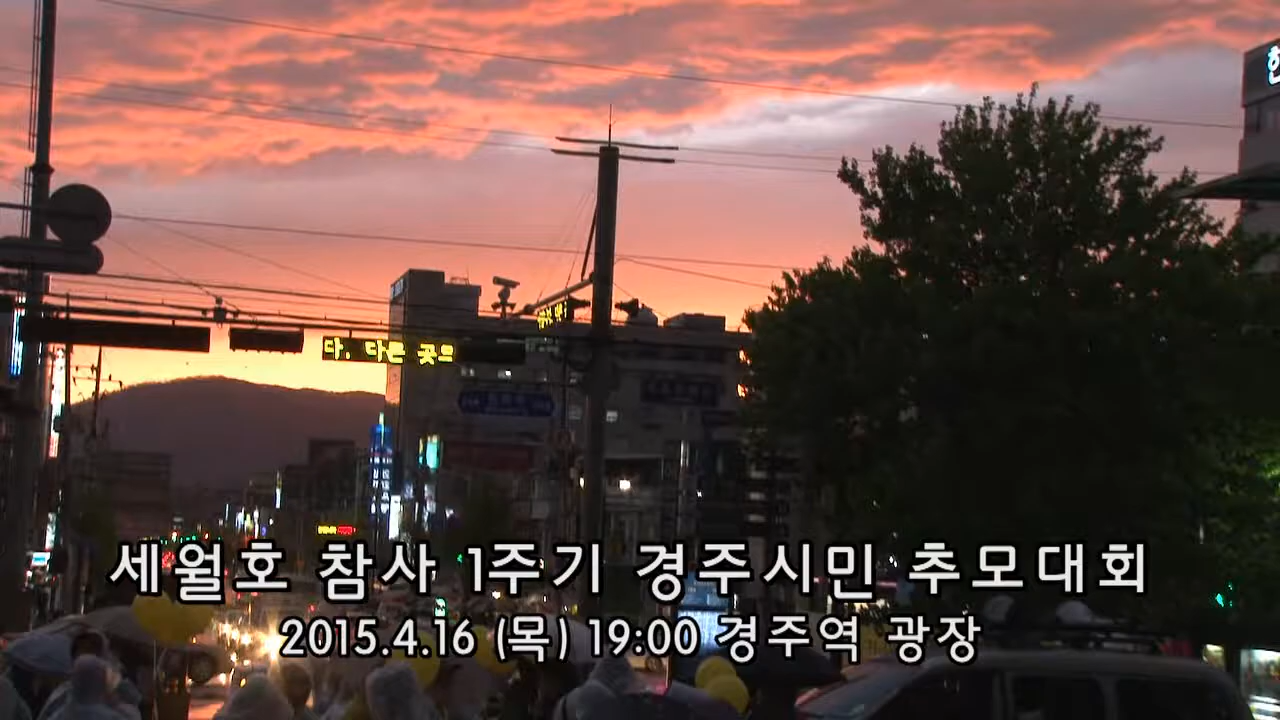 한
다. 다른 곳으
세월호 참사 1주기 경주시민 추모대회
2015.4.16 (목) 19:00 경주역 광장